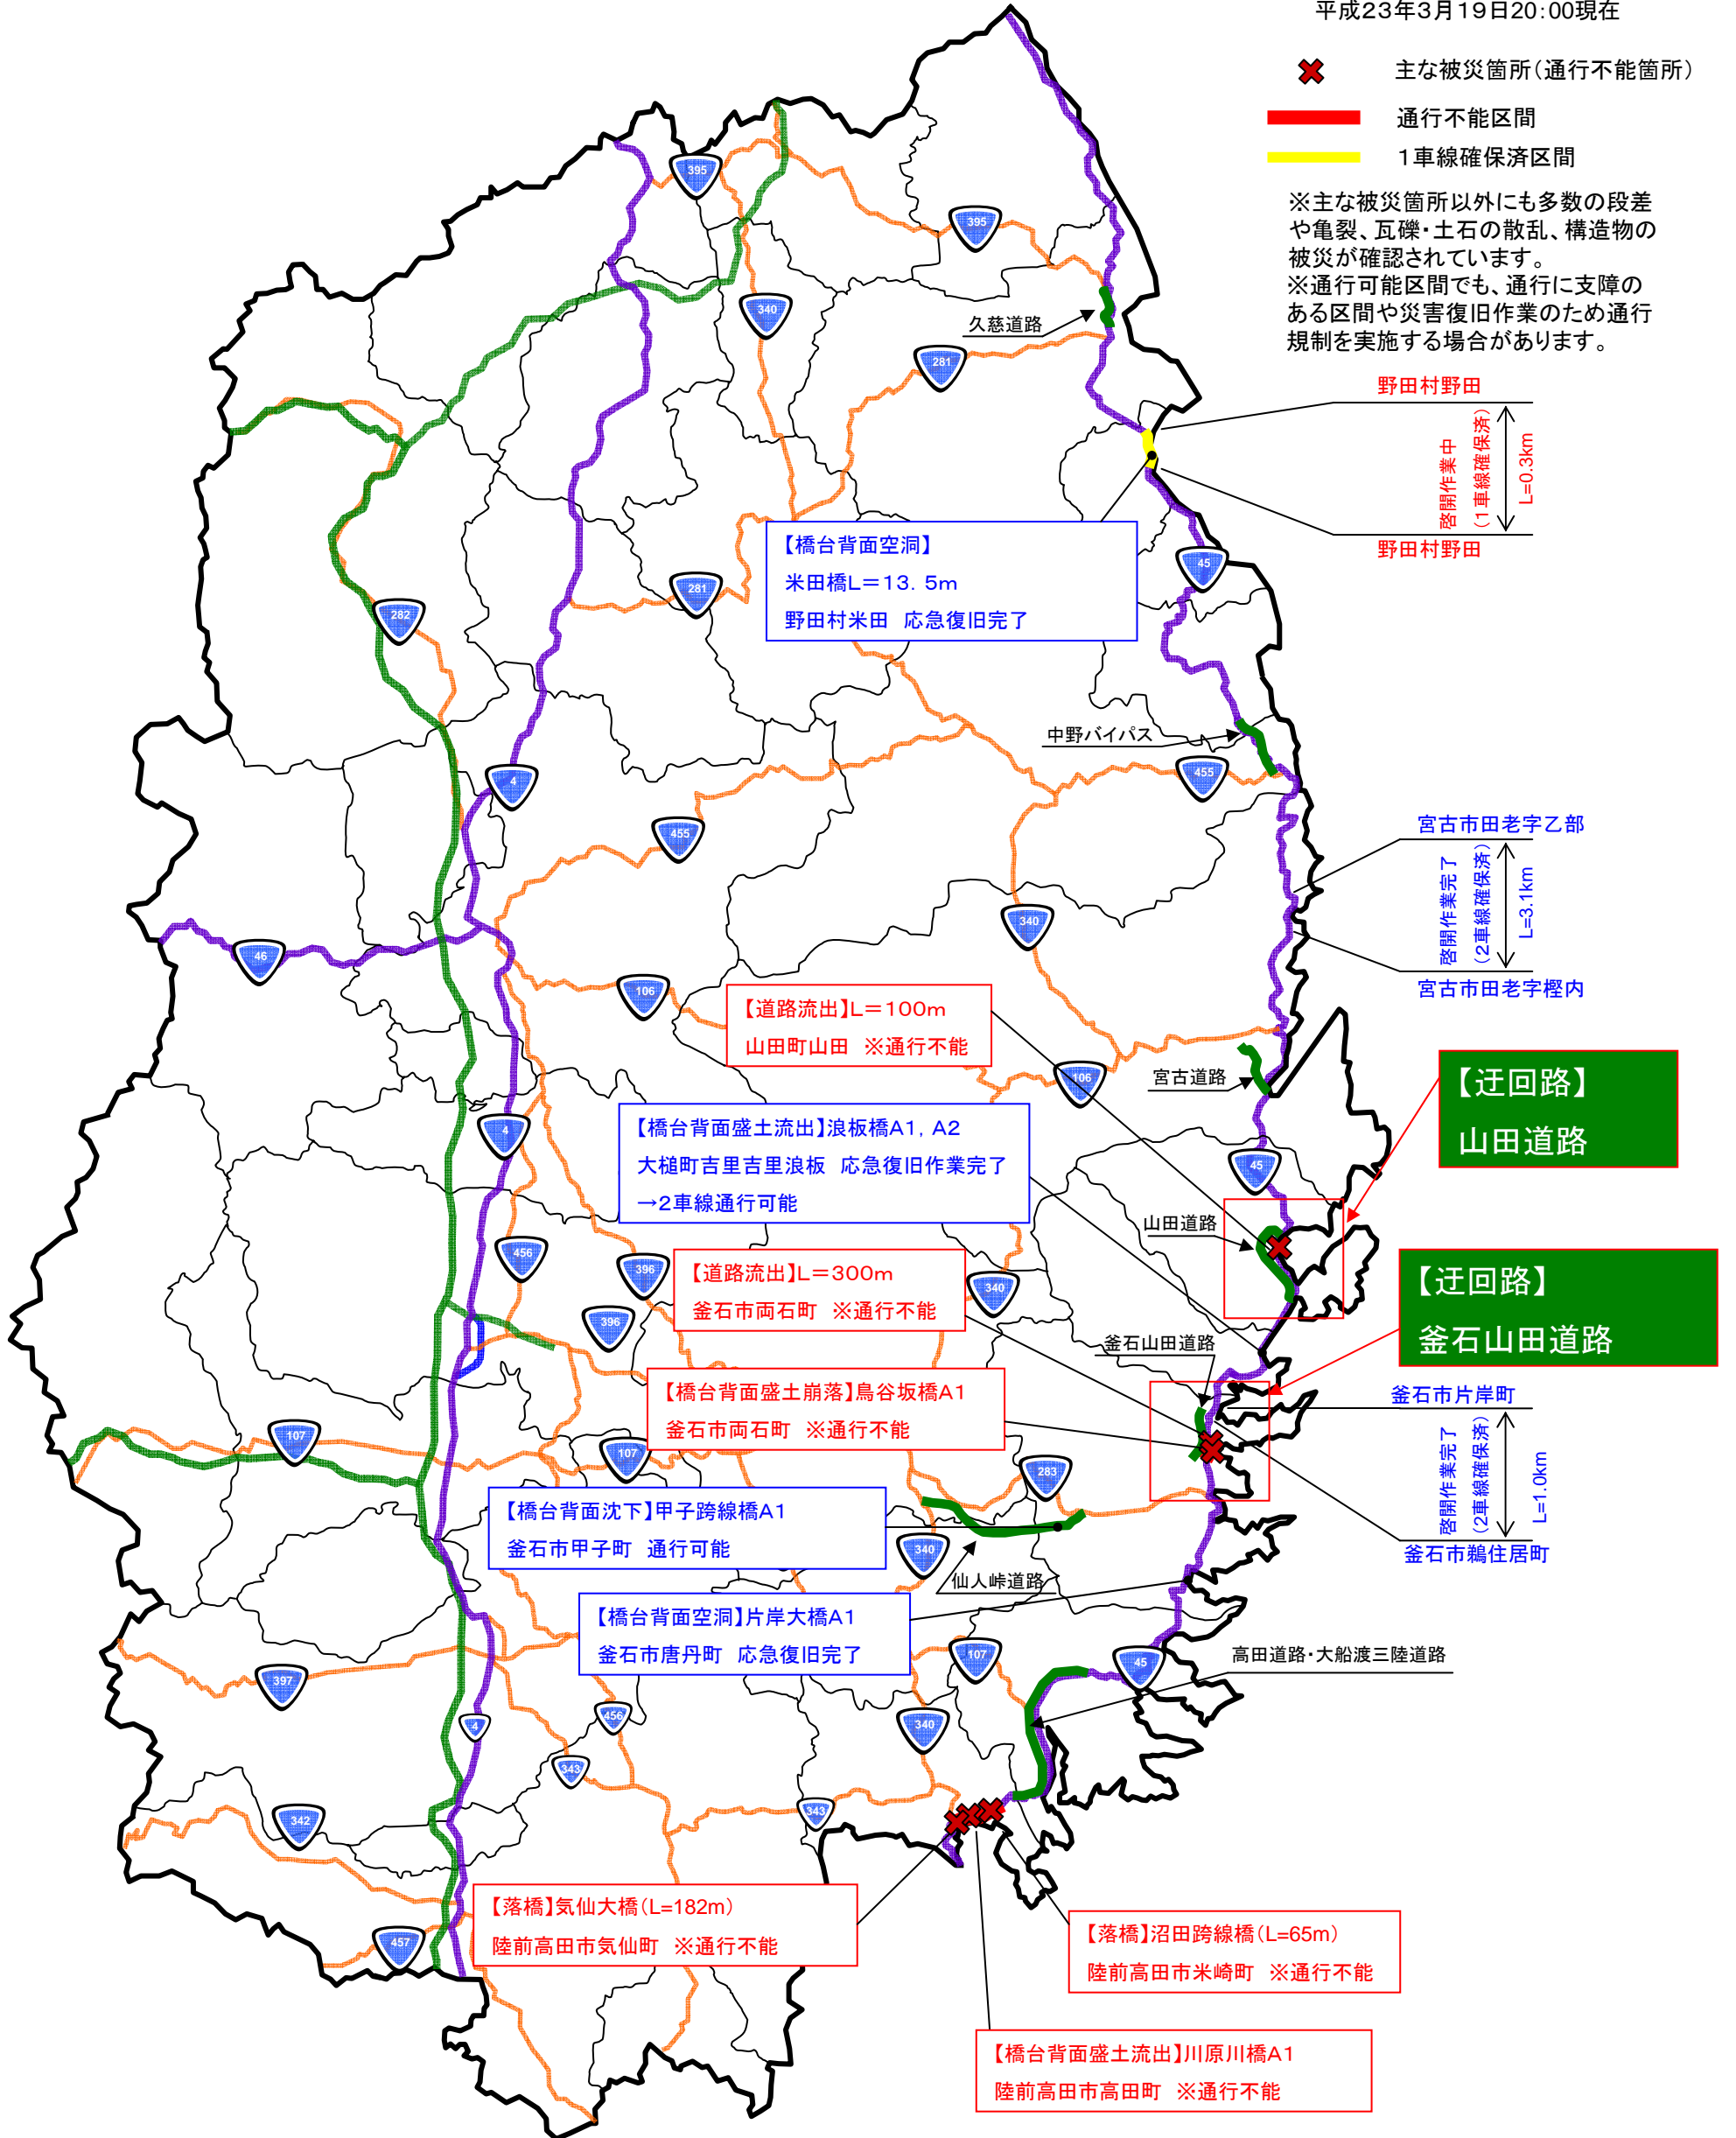 平成23年3月19日20:00現在
主な被災箇所(通行不能箇所)
通行不能区間
1車線確保済区間
※主な被災箇所以外にも多数の段差
や亀裂、瓦礫・土石の散乱、構造物の
被災が確認されています。
※通行可能区間でも、通行に支障の
ある区間や災害復旧作業のため通行
規制を実施する場合があります。
395
395
340
久慈道路
281
野田村野田
啓開作業中
(1車線確保済)
L=0.3km
野田村野田
【橋台背面空洞】
米田橋L=13.5m
野田村米田 応急復旧完了
45
281
282
中野バイパス
4
455
455
宮古市田老字乙部
啓開作業完了
(2車線確保済)
L=3.1km
宮古市田老字樫内
340
46
106
【道路流出】L=100m
山田町山田 ※通行不能
106
宮古道路
【迂回路】
山田道路
4
【橋台背面盛土流出】浪板橋A1,A2
大槌町吉里吉里浪板 応急復旧作業完了
→2車線通行可能
45
山田道路
456
396
【道路流出】L=300m
釜石市両石町 ※通行不能
340
396
【迂回路】
釜石山田道路
釜石山田道路
【橋台背面盛土崩落】鳥谷坂橋A1
釜石市両石町 ※通行不能
釜石市片岸町
啓開作業完了
(2車線確保済)
L=1.0km
釜石市鵜住居町
107
107
283
【橋台背面沈下】甲子跨線橋A1
釜石市甲子町 通行可能
340
仙人峠道路
【橋台背面空洞】片岸大橋A1
釜石市唐丹町 応急復旧完了
107
45
高田道路・大船渡三陸道路
397
4
456
340
343
343
342
【落橋】気仙大橋(L=182m)
陸前高田市気仙町 ※通行不能
457
【落橋】沼田跨線橋(L=65m)
陸前高田市米崎町 ※通行不能
【橋台背面盛土流出】川原川橋A1
陸前高田市高田町 ※通行不能